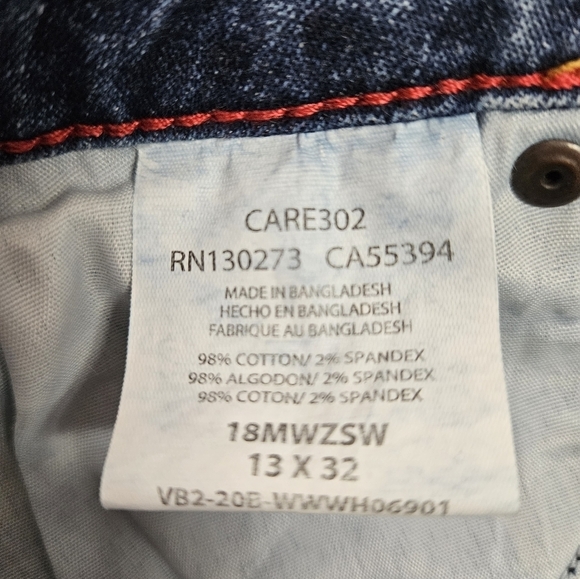 CARE302
RN130273 CA55394
MADE IN BANGLADESH
HECHO EN BANGLADESH
FABRIQUE AU BANGLADESH
98% COTTON/ 2% SPANDEX
98% ALGODON/ 2% SPANDEX
98% COTON/ 2% SPANDEX
18MWZSW
13 X 32
VB2-20B-WWWH06901